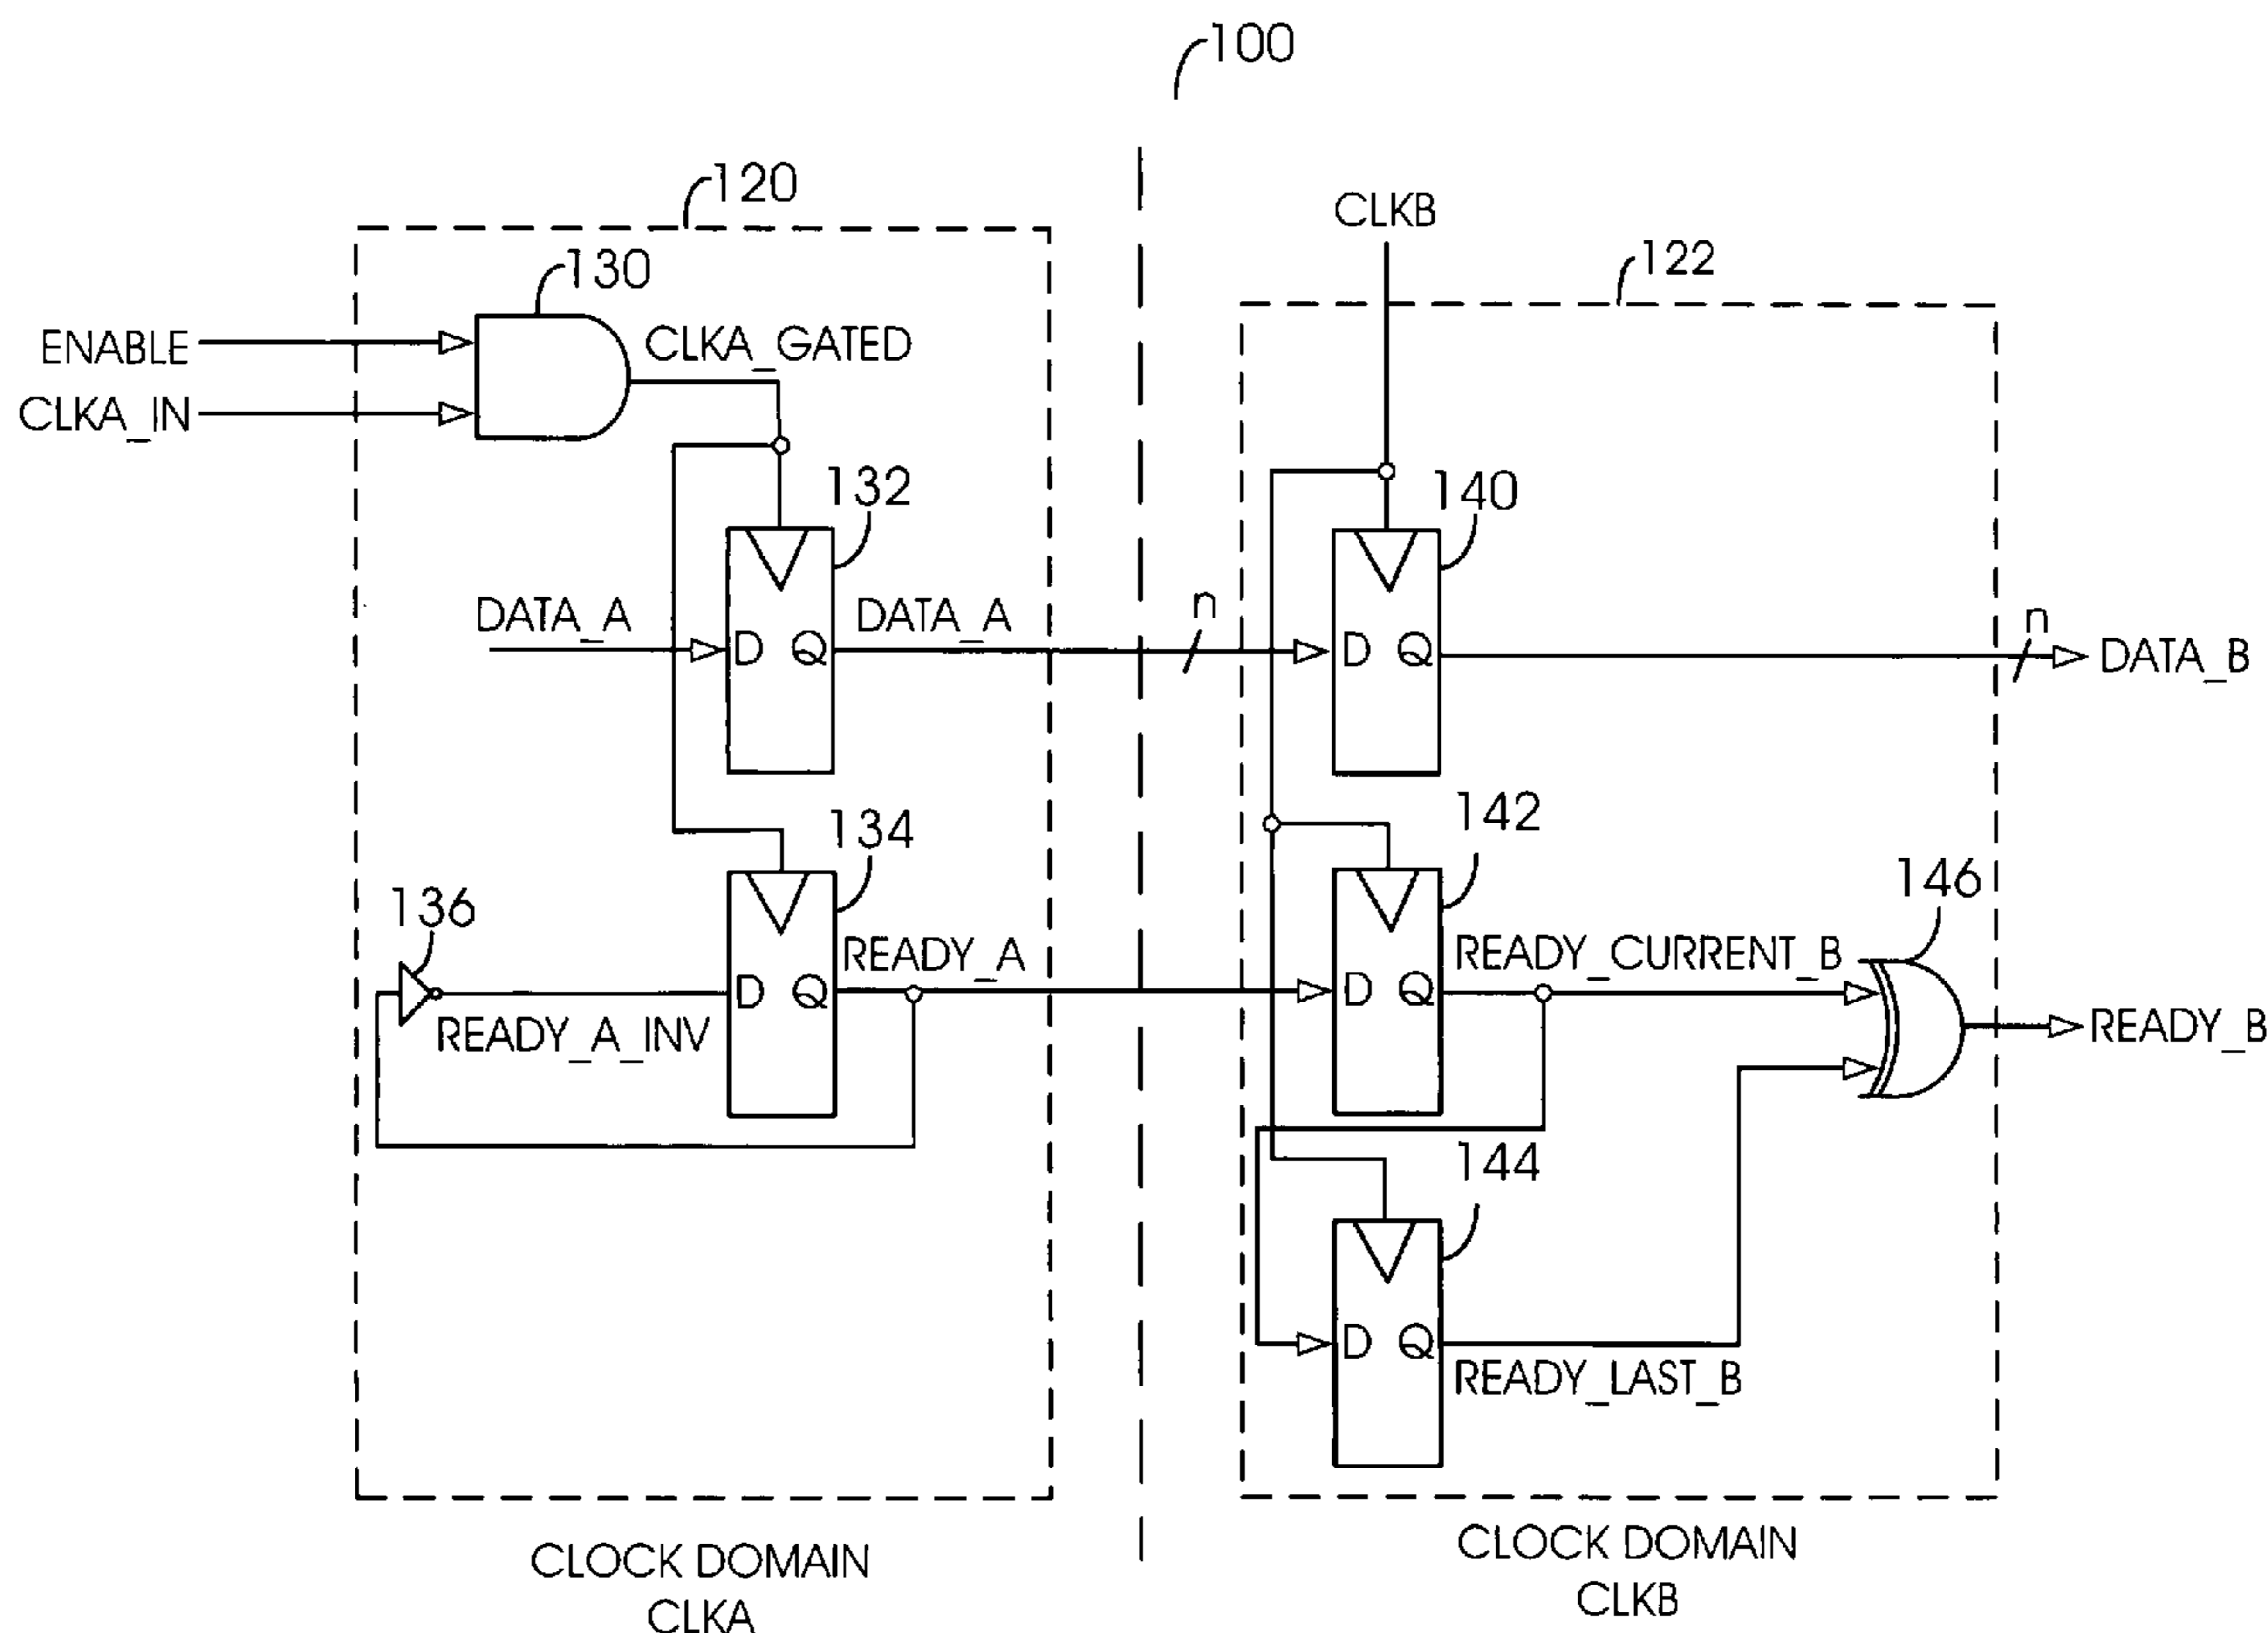 100
120
CLKB
122
130
ENABLE
CLKA_GATED
CLKA_IN
132
140
DATA_A
DATA_A
n
n
D Q
D Q
DATA_B
134
142
136
146
READY_A
READY_CURRENT_B
D Q
D Q
READY_A_INV
READY_B
144
D Q
READY_LAST_B
CLOCK DOMAIN
CLKA
CLOCK DOMAIN
CLKB